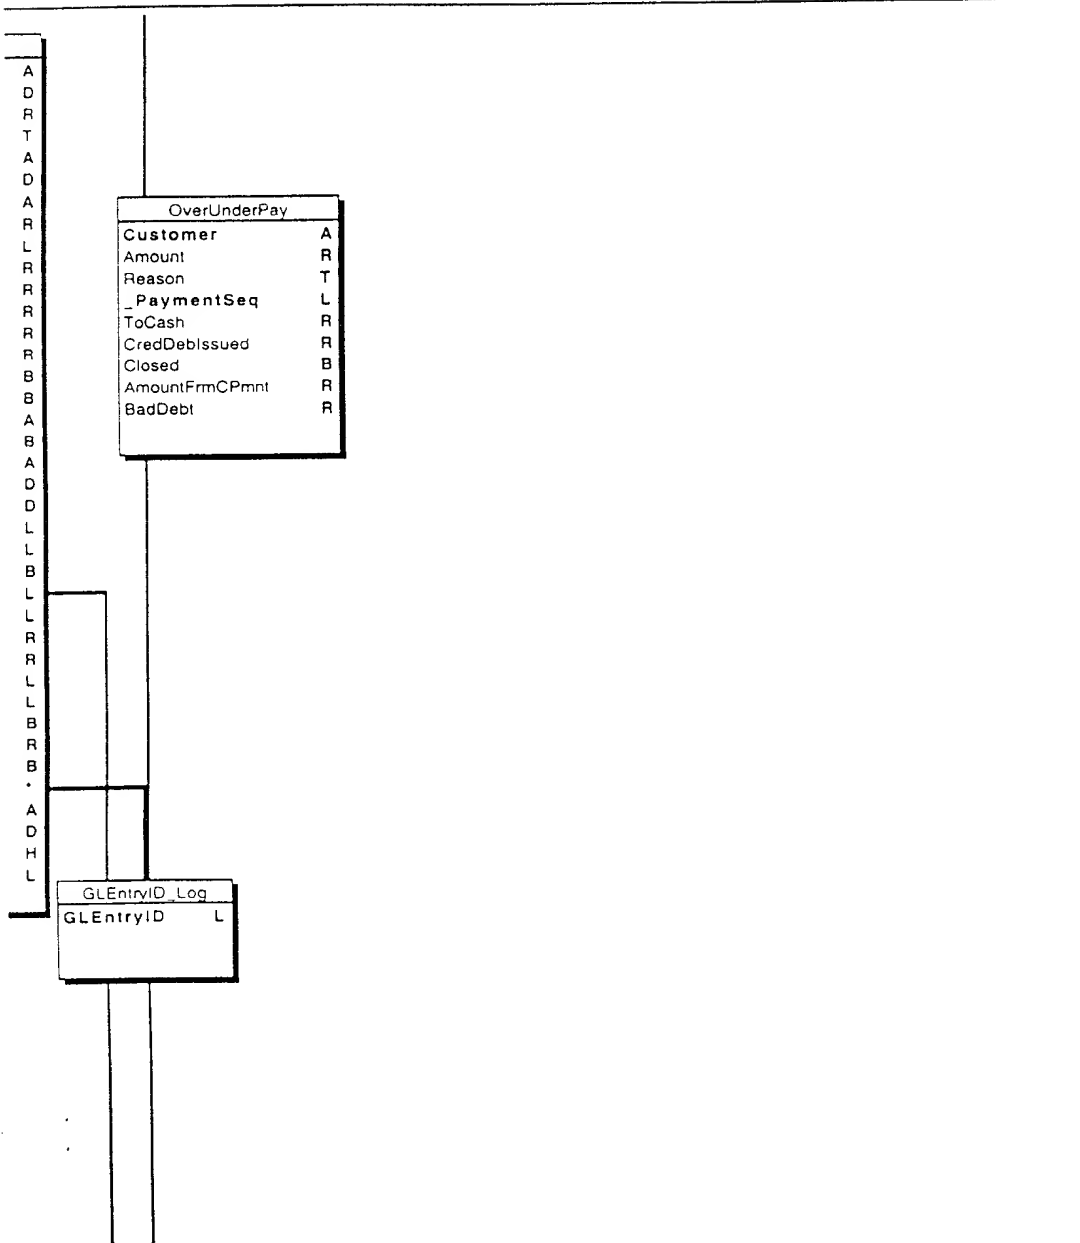 A
D
R
T
A
D
A
R
L
R
R
R
R
R
B
B
A
B
A
D
D
L
L
B
L
L
R
R
L
L
B
R
B
*
A
D
H
L
OverUnderPay
Customer A
Amount R
Reason T
_PaymentSeq L
ToCash R
CredDebIssued R
Closed B
AmountFrmCPmnt R
BadDebt R
GLEntryID_Log
GLEntryID L